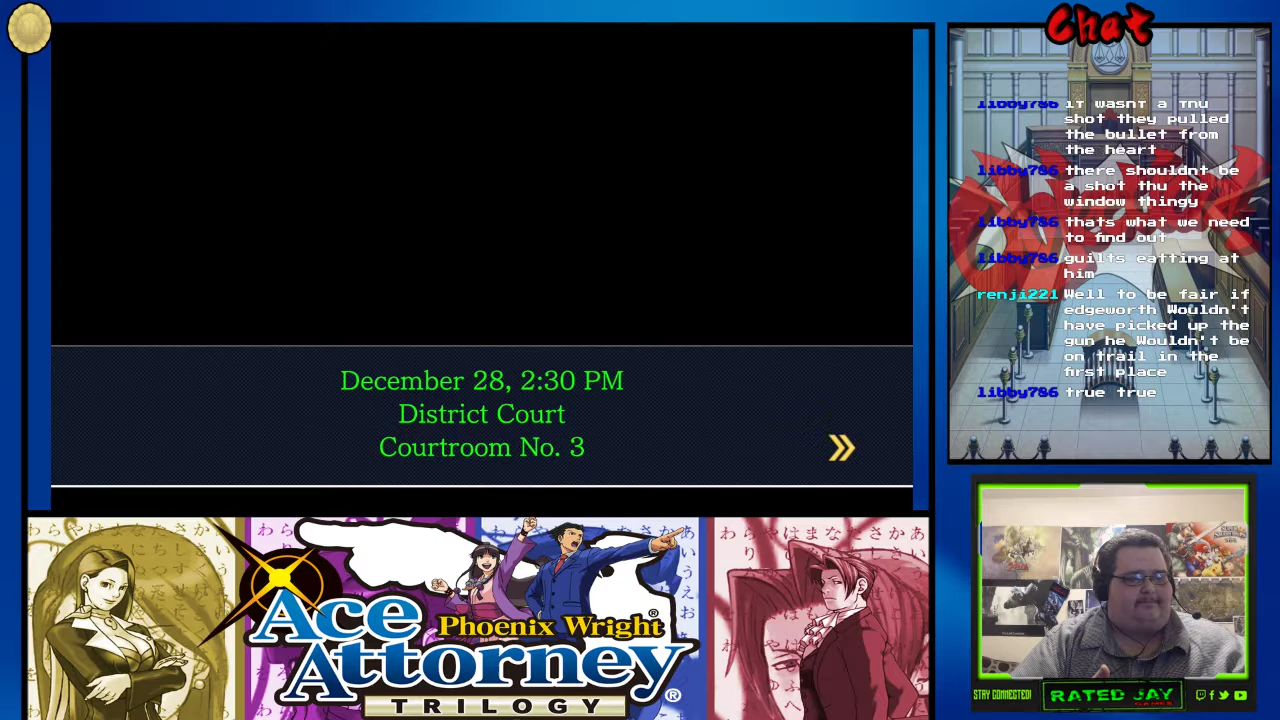 Chat
libby786 it wasnt a thu
shot they pulled
the bullet from
the heart
libby786 there shouldnt be
a shot thu the
window thingy
libby786 thats what we need
to find out
libby786 guilts eatting at
him
renji221 Well to be fair if
edgeworth Wouldn't
have picked up the
gun he Wouldn't be
on trail in the
first place
libby786 true true
December 28, 2:30 PM
District Court
Courtroom No. 3
Phoenix Wright®
Ace
Attorney®
TRILOGY
STAY CONNECTED!
RATED JAY
GAMES